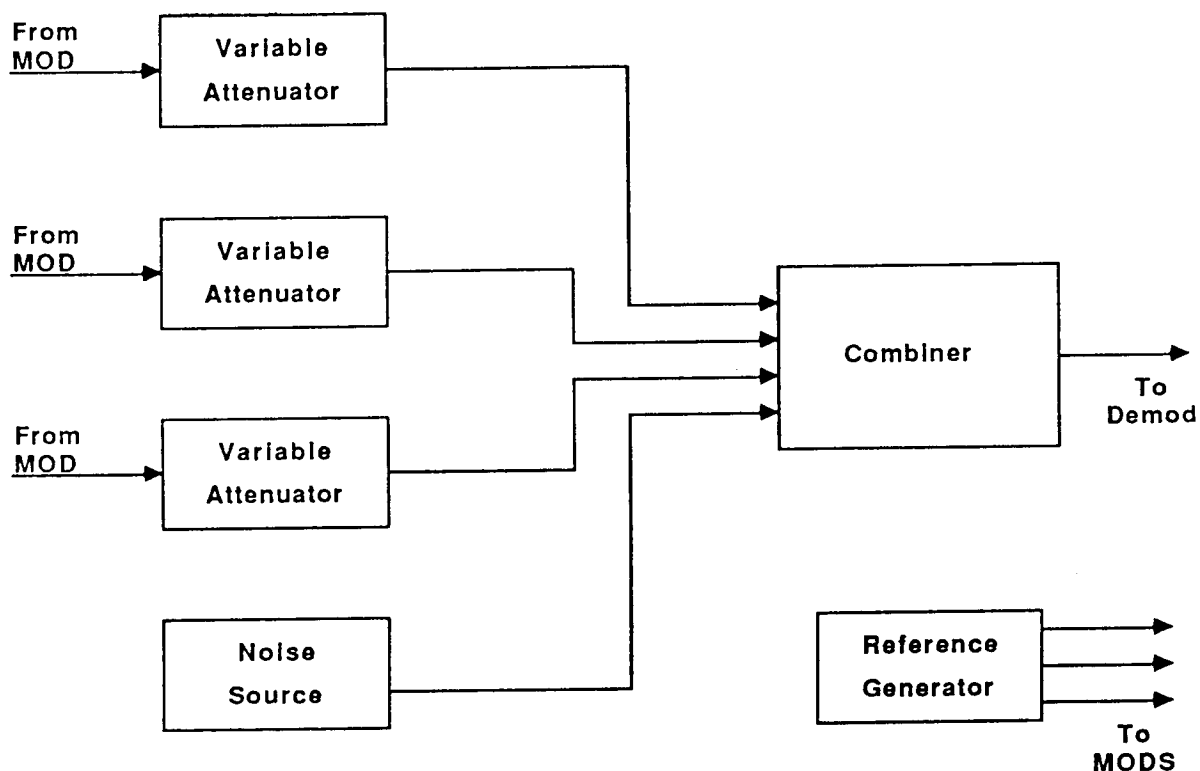 From
MOD
Variable
Attenuator
From
MOD
Variable
Attenuator
Combiner
To
Demod
From
MOD
Variable
Attenuator
Noise
Source
Reference
Generator
To
MODS